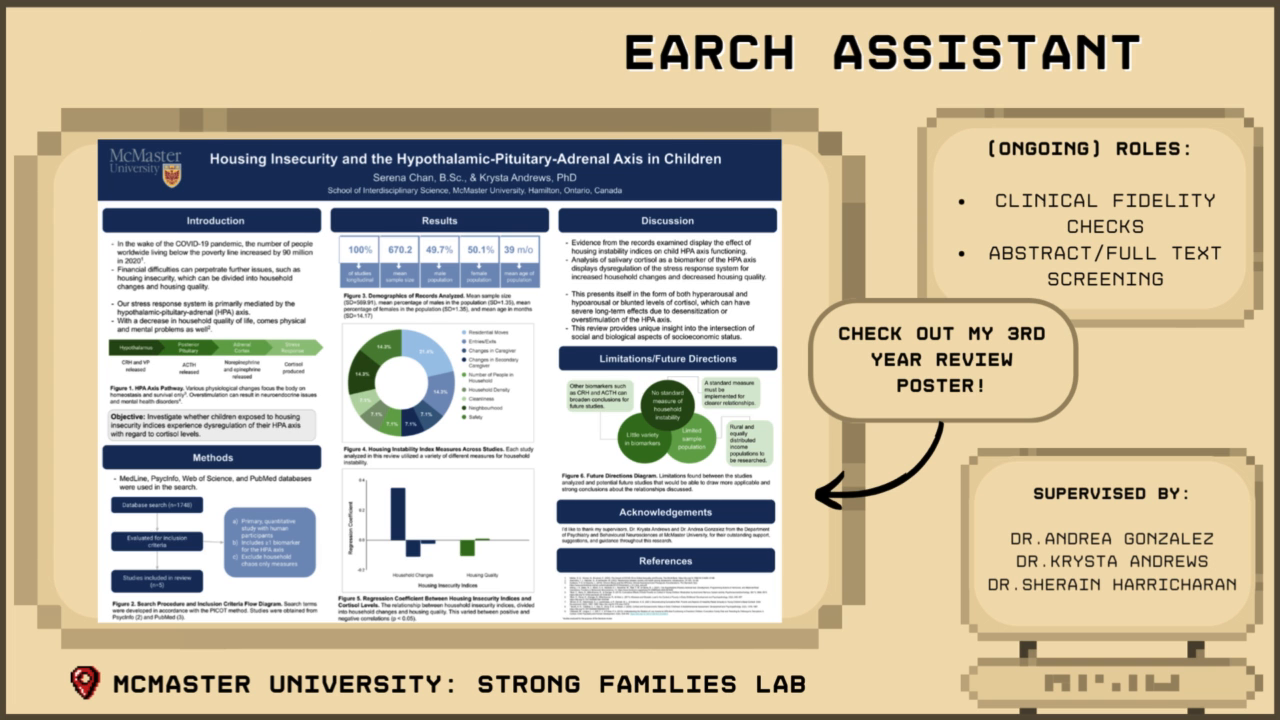 EARCH ASSISTANT
McMaster
University
Housing Insecurity and the Hypothalamic-Pituitary-Adrenal Axis in Children
Serena Chan, B.Sc., & Krysta Andrews, PhD
School of Interdisciplinary Science, McMaster University, Hamilton, Ontario, Canada
Introduction
- In the wake of the COVID-19 pandemic, the number of people
worldwide living below the poverty line increased by 90 million
in 2020¹.
- Financial difficulties can perpetrate further issues, such as
housing insecurity, which can be divided into household
changes and housing quality.
- Our stress response system is primarily mediated by the
hypothalamic-pituitary-adrenal (HPA) axis.
- With a decrease in household quality of life, comes physical
and mental problems as well².
Hypothalamus
Posterior
Pituitary
Adrenal
Cortex
Stress
Response
CRH and VP
released
ACTH
released
Norepinephrine
and epinephrine
released
Cortisol
produced
Figure 1. HPA Axis Pathway. Various physiological changes focus the body on
homeostasis and survival only³. Overstimulation can result in neuroendocrine issues
and mental health disorders⁴.
Objective: Investigate whether children exposed to housing
insecurity indices experience dysregulation of their HPA axis
with regard to cortisol levels.
Methods
- MedLine, PsycInfo, Web of Science, and PubMed databases
were used in the search.
Database search (n=1740)
Evaluated for inclusion
criteria
Studies included in review
(n=5)
a) Primary quantitative
study with human
participants
b) Includes ≥1 biomarker
for the HPA axis
c) Exclude household
chaos only measures
Figure 2. Search Procedure and Inclusion Criteria Flow Diagram. Search terms
were developed in accordance with the PICOT method. Studies were obtained from
PsycInfo (2) and PubMed (3).
Results
100% 670.2 49.7% 50.1% 39 m/o
of studies
longitudinal
mean
sample size
male
population
female
population
mean age of
population
Figure 3. Demographics of Records Analyzed. Mean sample size
(SD=569.91), mean percentage of males in the population (SD=1.35), mean
percentage of females in the population (SD=1.38), and mean age in months
(SD=14.17)
21.4%
14.3%
7.1%
7.1%
7.1%
7.1%
7.1%
14.3%
14.3%
Residential Moves
Entries/Exits
Changes in Caregiver
Changes in Secondary
Caregiver
Number of People in
Household
Household Density
Cleanliness
Neighbourhood
Safety
Figure 4. Housing Instability Index Measures Across Studies. Each study
analyzed in this review utilized a variety of different measures for household
instability.
Regression Coefficient
0.4
0.2
0.0
-0.2
Household Changes
Housing Quality
Housing Insecurity Indices
Figure 5. Regression Coefficient Between Housing Insecurity Indices and
Cortisol Levels. The relationship between household insecurity indices, divided
into household changes and housing quality. This varied between positive and
negative correlations (p < 0.05).
Discussion
- Evidence from the records examined display the effect of
housing instability indices on child HPA axis functioning.
- Analysis of salivary cortisol as a biomarker of the HPA axis
displays dysregulation of the stress response system for
increased household changes and decreased housing quality.
- This presents itself in the form of both hyperarousal and
hypoarousal or blunted levels of cortisol, which can have
severe long-term effects due to desensitization or
overstimulation of the HPA axis.
- This review provides unique insight into the intersection of
social and biological aspects of socioeconomic status.
Limitations/Future Directions
Other biomarkers such
as CRH and ACTH can
broaden conclusions for
future studies.
No standard
measure of
household
instability
A standard measure
must be
implemented for
clearer relationships.
Little variety
in biomarkers
Limited
sample
population
Rural and
equally
distributed
income
populations to
be researched.
Figure 6. Future Directions Diagram. Limitations found between the studies
analyzed and potential future studies that would be able to draw more applicable and
strong conclusions about the relationships discussed.
Acknowledgements
I'd like to thank my supervisors, Dr. Krysta Andrews and Dr. Andrea Gonzalez from the Department
of Psychiatry and Behavioural Neurosciences at McMaster University, for their outstanding support,
suggestions, and guidance throughout this research.
References
(ONGOING) ROLES:
• CLINICAL FIDELITY
CHECKS
• ABSTRACT/FULL TEXT
SCREENING
CHECK OUT MY 3RD
YEAR REVIEW
POSTER!
SUPERVISED BY:
DR.ANDREA GONZALEZ
DR.KRYSTA ANDREWS
DR.EMERALD HARRICHARAN
MCMASTER UNIVERSITY: STRONG FAMILIES LAB